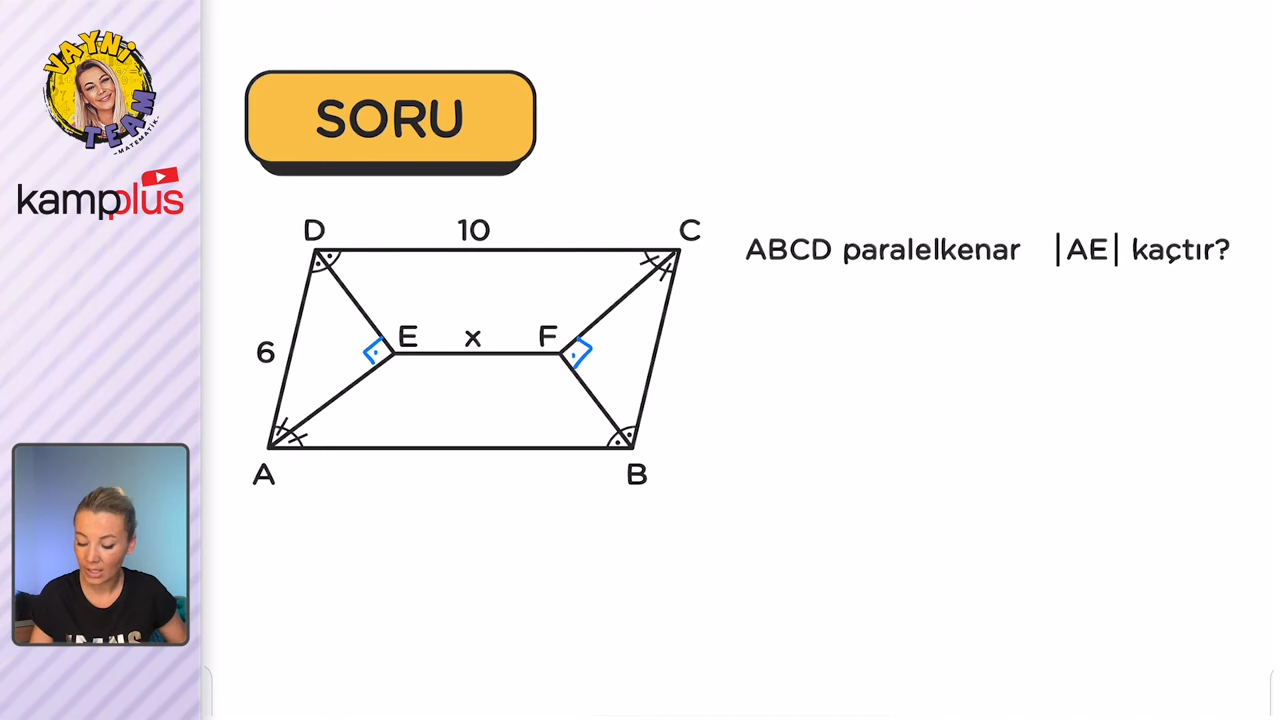 VAYNİ
TEAM
-MATEMATİK-
kampplus
SORU
D 10 C
ABCD paralelkenar |AE| kaçtır?
6
E x F
A B